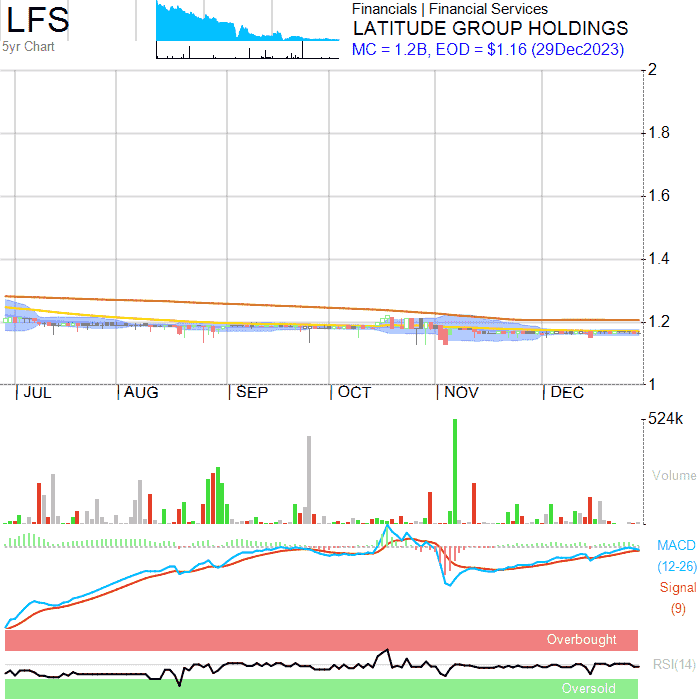 LFS
5yr Chart
Financials | Financial Services
LATITUDE GROUP HOLDINGS
MC = 1.2B, EOD = $1.16 (29Dec2023)
2
1.8
1.6
1.4
1.2
1
JUL
AUG
SEP
OCT
NOV
DEC
524k
Volume
MACD
(12-26)
Signal
(9)
Overbought
RSI(14)
Oversold